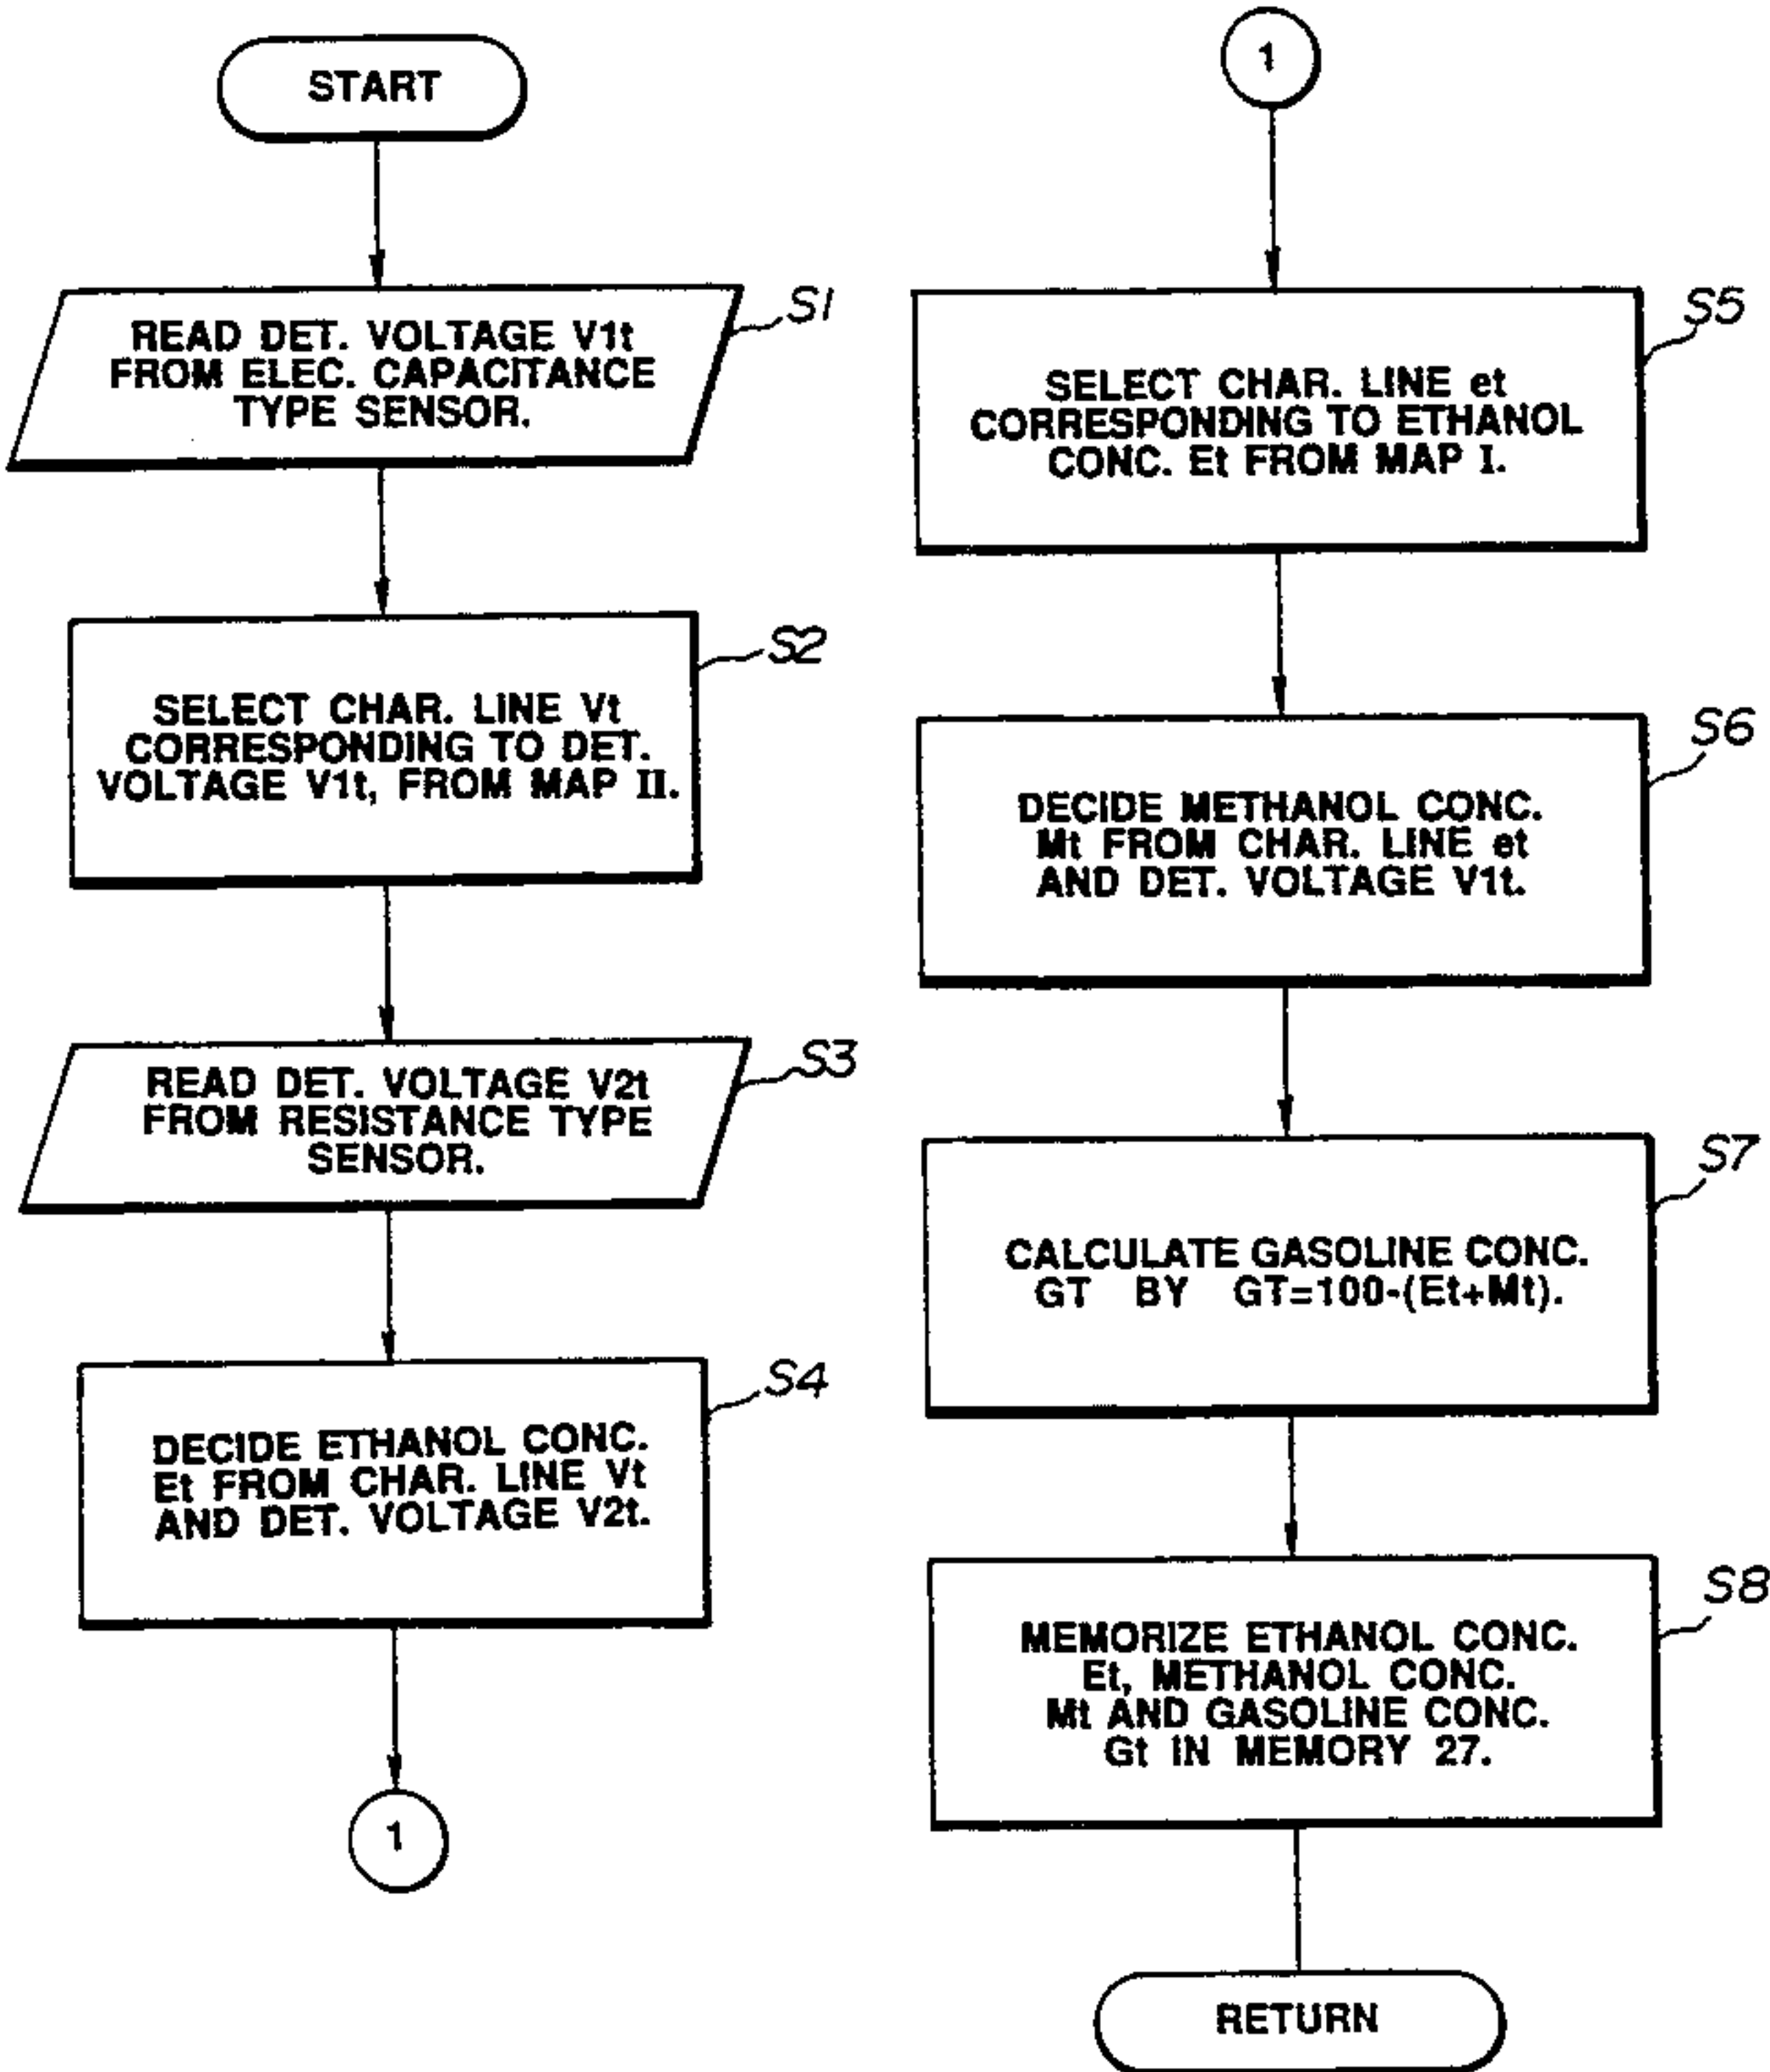 START
READ DET. VOLTAGE V1t
FROM ELEC. CAPACITANCE
TYPE SENSOR.
S1
SELECT CHAR. LINE Vt
CORRESPONDING TO DET.
VOLTAGE V1t, FROM MAP II.
S2
READ DET. VOLTAGE V2t
FROM RESISTANCE TYPE
SENSOR.
S3
DECIDE ETHANOL CONC.
Et FROM CHAR. LINE Vt
AND DET. VOLTAGE V2t.
S4
1
1
SELECT CHAR. LINE et
CORRESPONDING TO ETHANOL
CONC. Et FROM MAP I.
S5
DECIDE METHANOL CONC.
Mt FROM CHAR. LINE et
AND DET. VOLTAGE V1t.
S6
CALCULATE GASOLINE CONC.
GT BY GT=100-(Et+Mt).
S7
MEMORIZE ETHANOL CONC.
Et, METHANOL CONC.
Mt AND GASOLINE CONC.
Gt IN MEMORY 27.
S8
RETURN